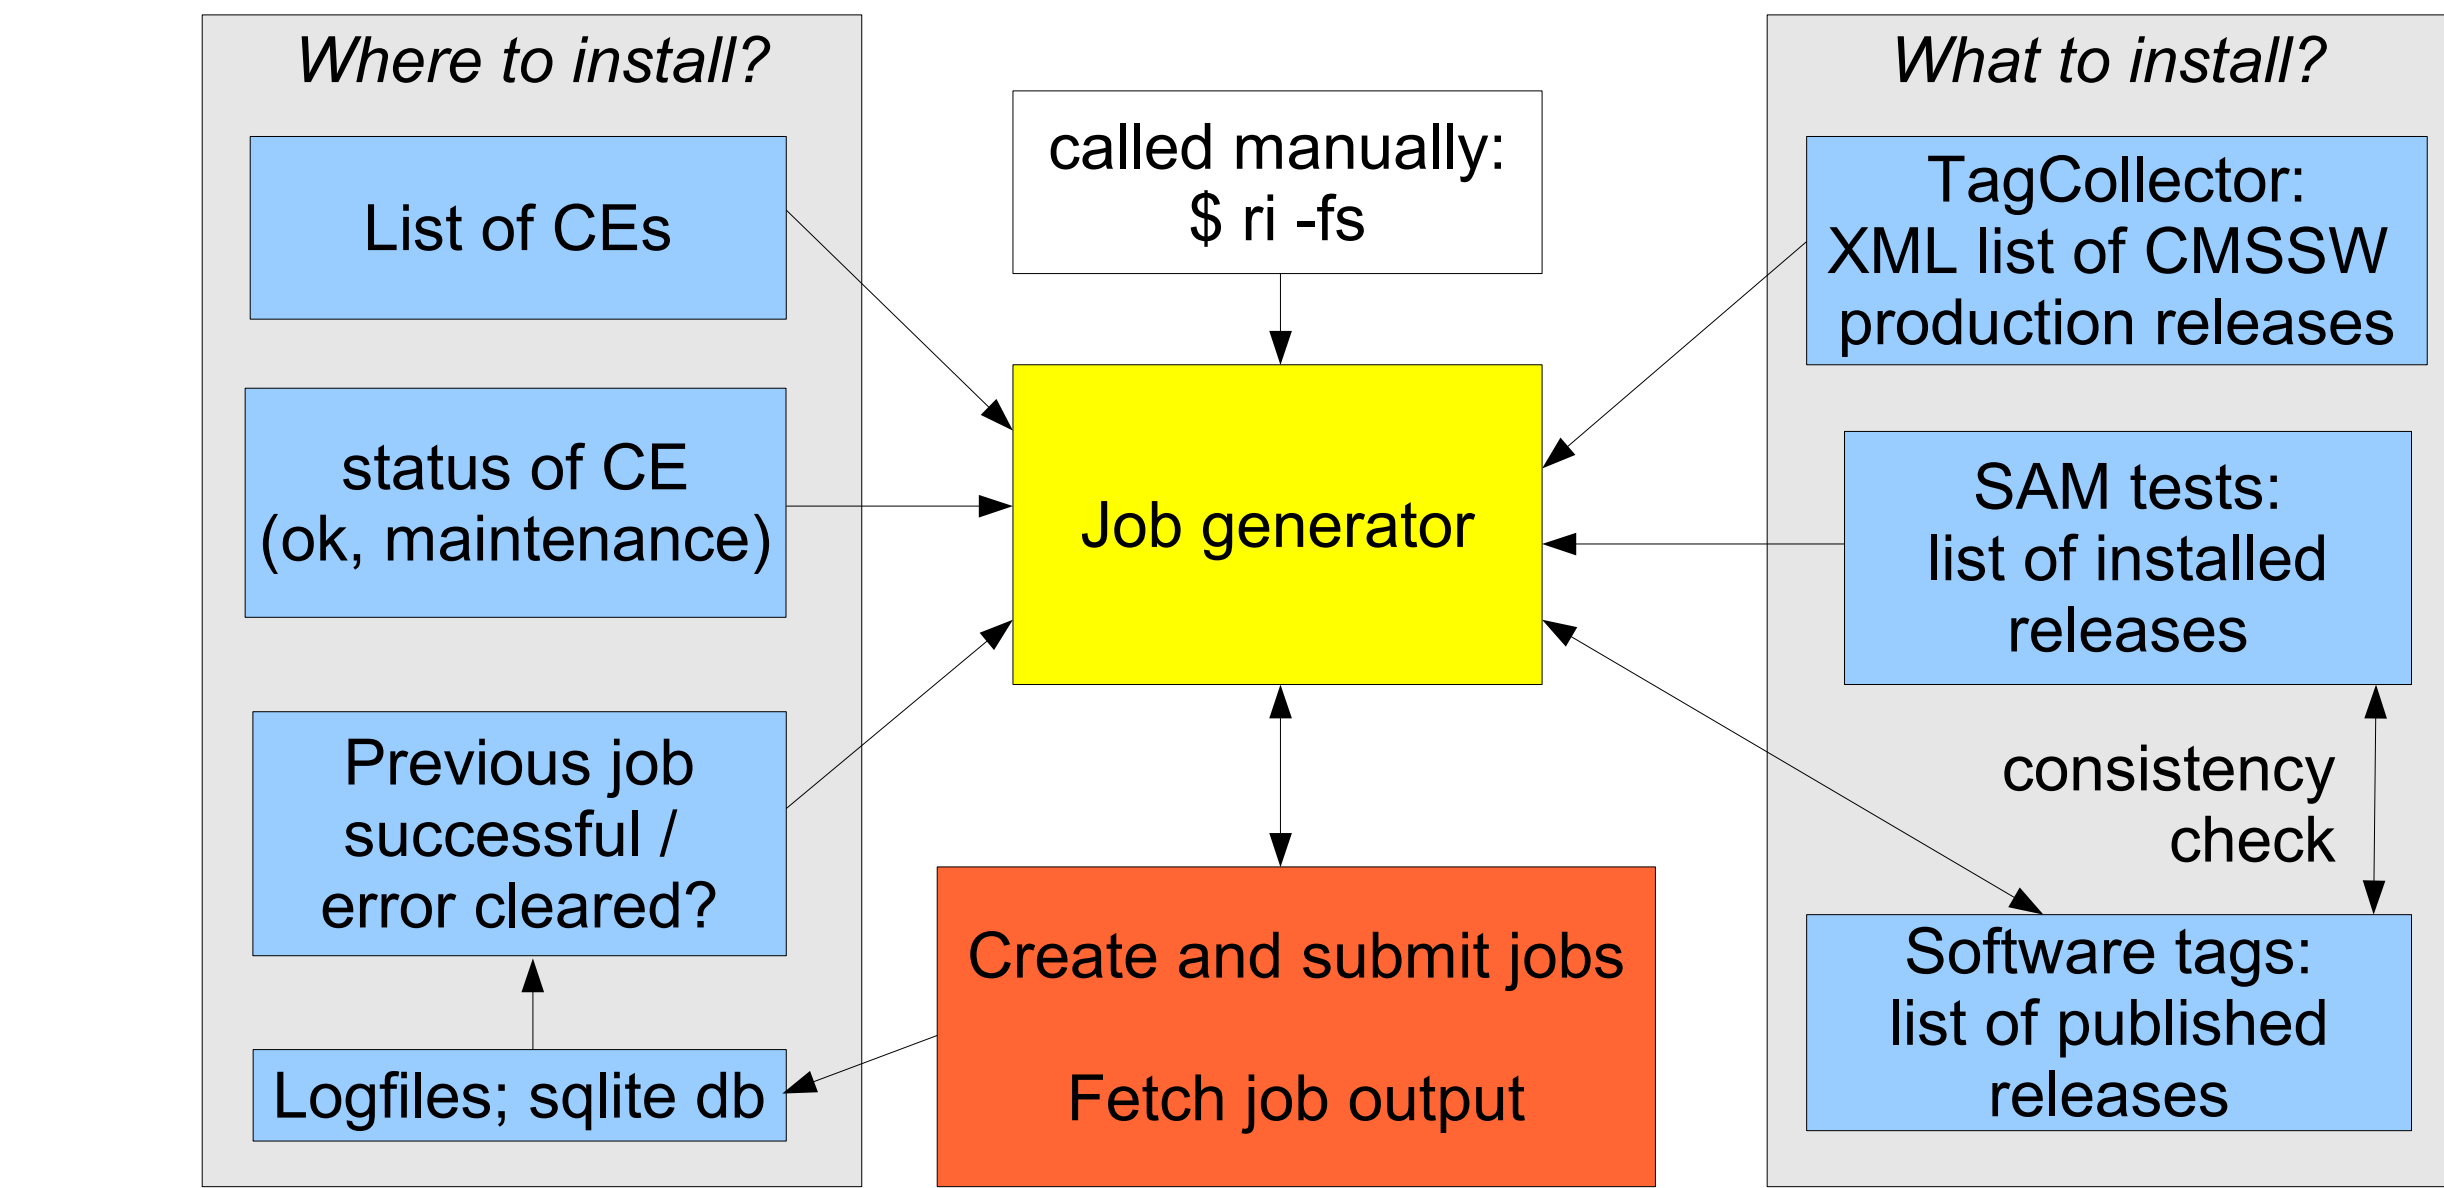 Where to install?
List of CEs
status of CE
(ok, maintenance)
Previous job
successful /
error cleared?
Logfiles; sqlite db
called manually:
$ ri -fs
Job generator
Create and submit jobs
Fetch job output
What to install?
TagCollector:
XML list of CMSSW
production releases
SAM tests:
list of installed
releases
consistency
check
Software tags:
list of published
releases